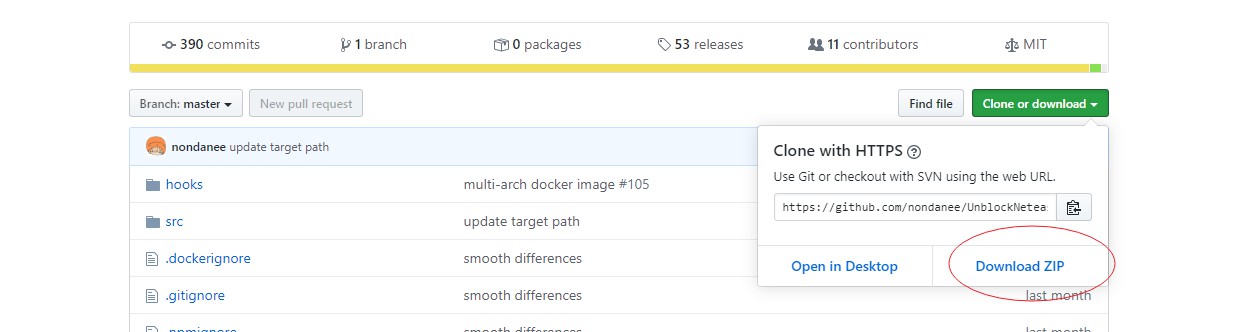 390 commits 1 branch 0 packages 53 releases 11 contributors MIT
Branch: master New pull request Find file Clone or download
nondanee update target path
Clone with HTTPS ?
Use Git or checkout with SVN using the web URL.
https://github.com/nondanee/UnblockNetea
Open in Desktop Download ZIP
hooks multi-arch docker image #105
src update target path
.dockerignore smooth differences
.gitignore smooth differences last month
.npmignore smooth differences